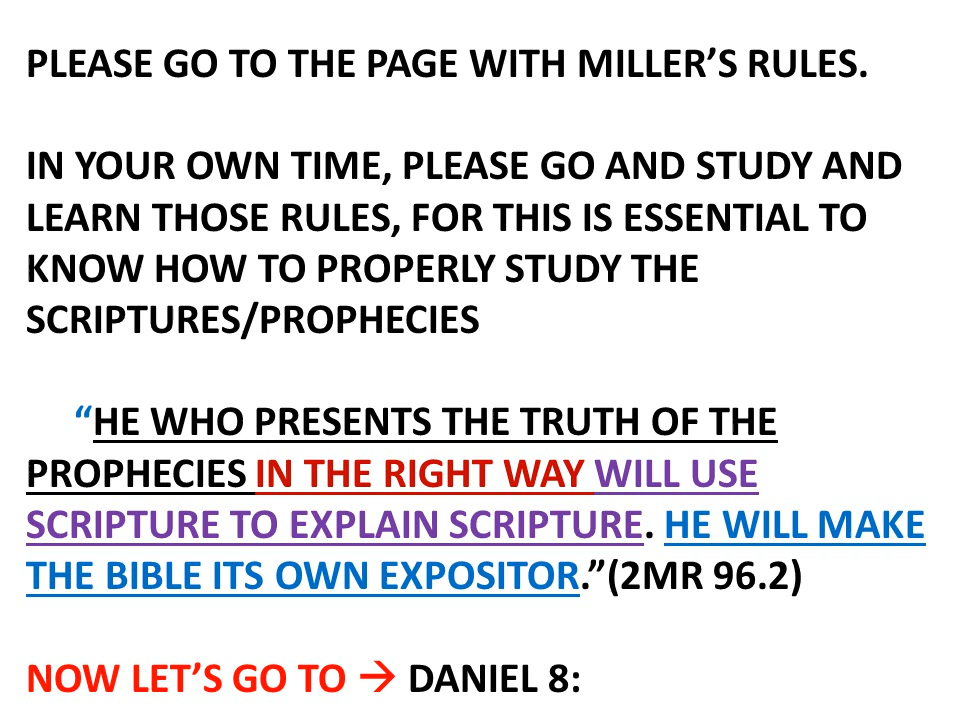 PLEASE GO TO THE PAGE WITH MILLER’S RULES.
IN YOUR OWN TIME, PLEASE GO AND STUDY AND
LEARN THOSE RULES, FOR THIS IS ESSENTIAL TO
KNOW HOW TO PROPERLY STUDY THE
SCRIPTURES/PROPHECIES
“HE WHO PRESENTS THE TRUTH OF THE
PROPHECIES IN THE RIGHT WAY WILL USE
SCRIPTURE TO EXPLAIN SCRIPTURE. HE WILL MAKE
THE BIBLE ITS OWN EXPOSITOR.”(2MR 96.2)
NOW LET’S GO TO → DANIEL 8: